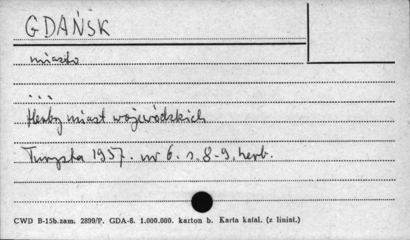 GDAŃSK
miasto
...
Herby miast wojewódzkich
Turysta 1957. nr 6. s. 8-9, herb.
CWD B-15b.zam. 2899/P. GDA-8. 1.000.000. karton b. Karta katal. (z liniat.)